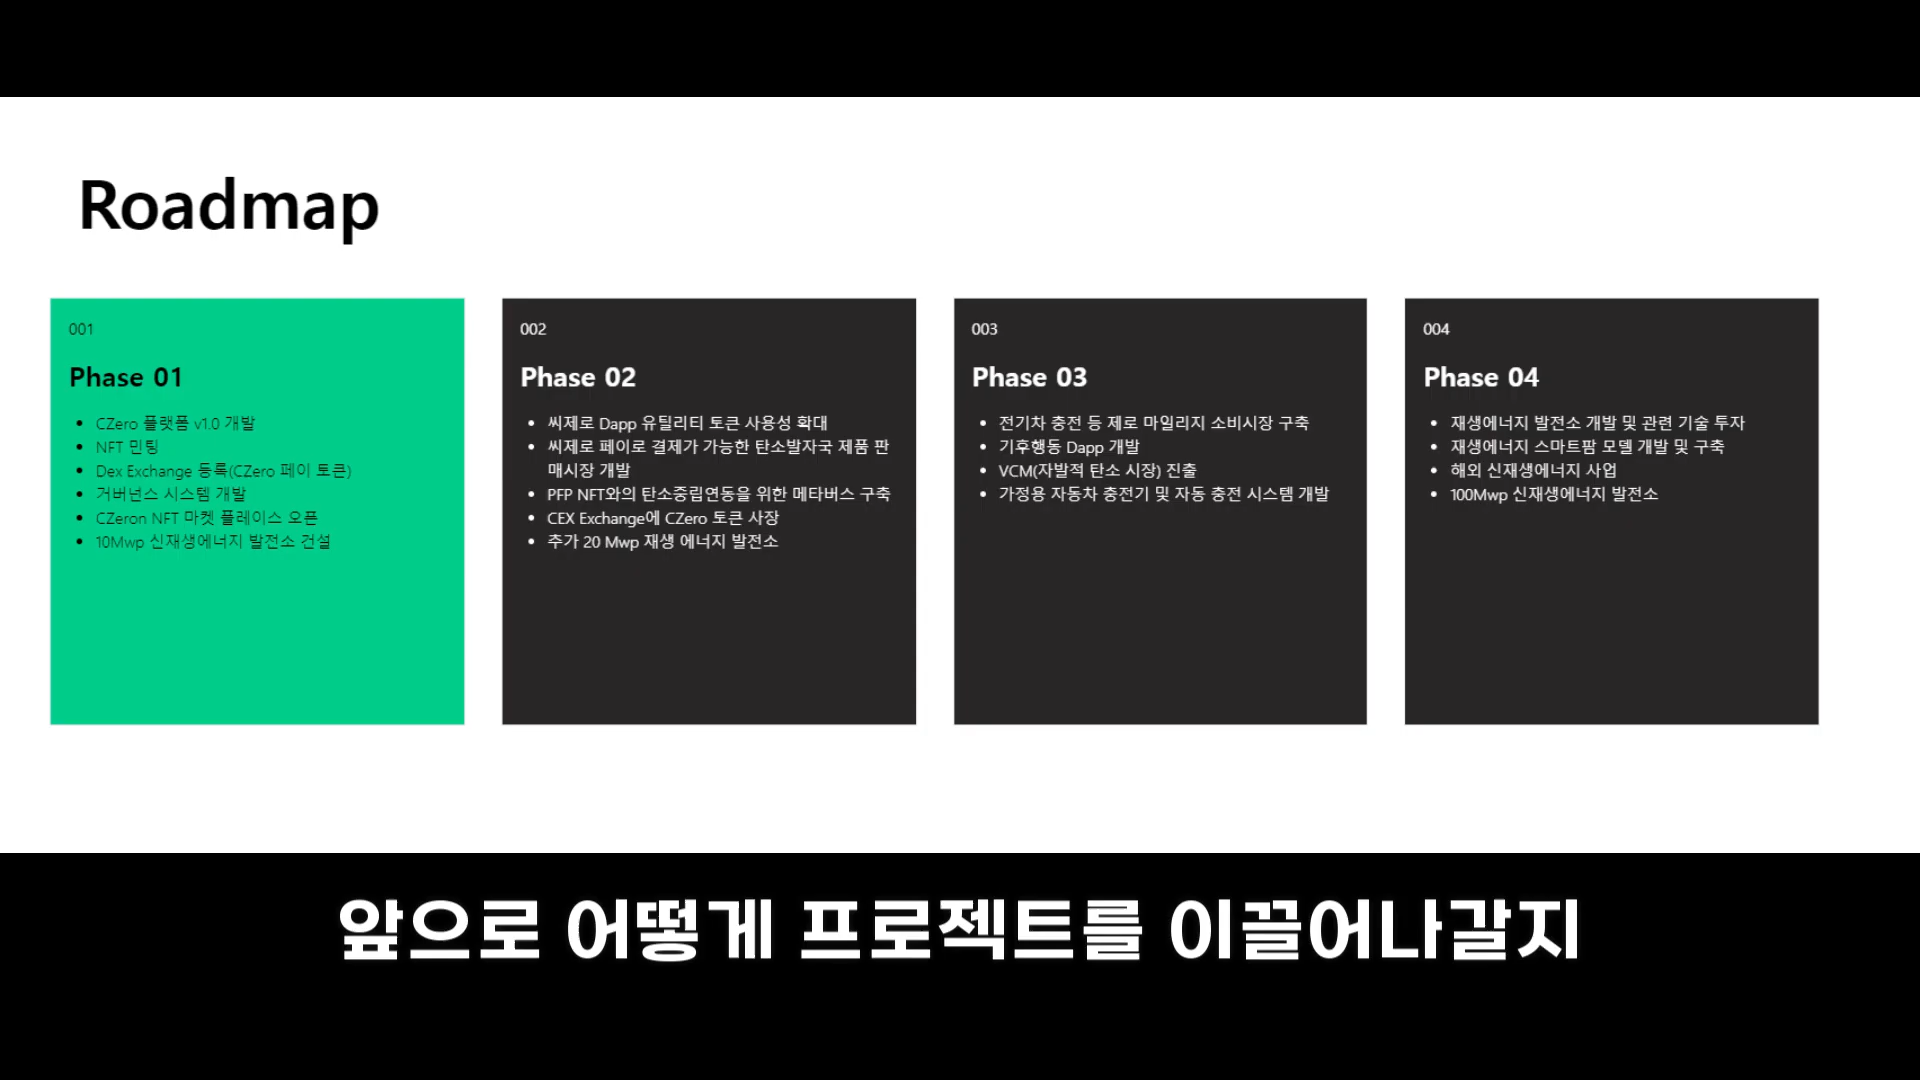 Roadmap
001
Phase 01
• CZero 플랫폼 v1.0 개발
• NFT 민팅
• Dex Exchange 등록(CZero 페이 토큰)
• 거버넌스 시스템 개발
• CZeron NFT 마켓 플레이스 오픈
• 10Mwp 신재생에너지 발전소 건설
002
Phase 02
• 씨제로 Dapp 유틸리티 토큰 사용성 확대
• 씨제로 페이로 결제가 가능한 탄소발자국 제품 판
매시장 개발
• PFP NFT와의 탄소중립연동을 위한 메타버스 구축
• CEX Exchange에 CZero 토큰 사장
• 추가 20 Mwp 재생 에너지 발전소
003
Phase 03
• 전기차 충전 등 제로 마일리지 소비시장 구축
• 기후행동 Dapp 개발
• VCM(자발적 탄소 시장) 진출
• 가정용 자동차 충전기 및 자동 충전 시스템 개발
004
Phase 04
• 재생에너지 발전소 개발 및 관련 기술 투자
• 재생에너지 스마트팜 모델 개발 및 구축
• 해외 신재생에너지 사업
• 100Mwp 신재생에너지 발전소
앞으로 어떻게 프로젝트를 이끌어나갈지